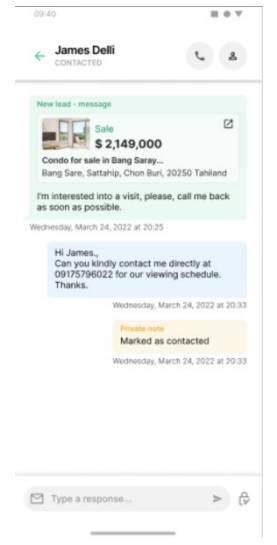 09:40
James Delli
CONTACTED
New lead - message
Sale
$ 2,149,000
Condo for sale in Bang Saray...
Bang Sare, Sattahip, Chon Buri, 20250 Tahiland
I'm interested into a visit, please, call me back
as soon as possible.
Wednesday, March 24, 2022 at 20:25
Hi James.,
Can you kindly contact me directly at
09175796022 for our viewing schedule.
Thanks.
Wednesday, March 24, 2022 at 20:33
Private note
Marked as contacted
Wednesday, March 24, 2022 at 20:33
Type a response...